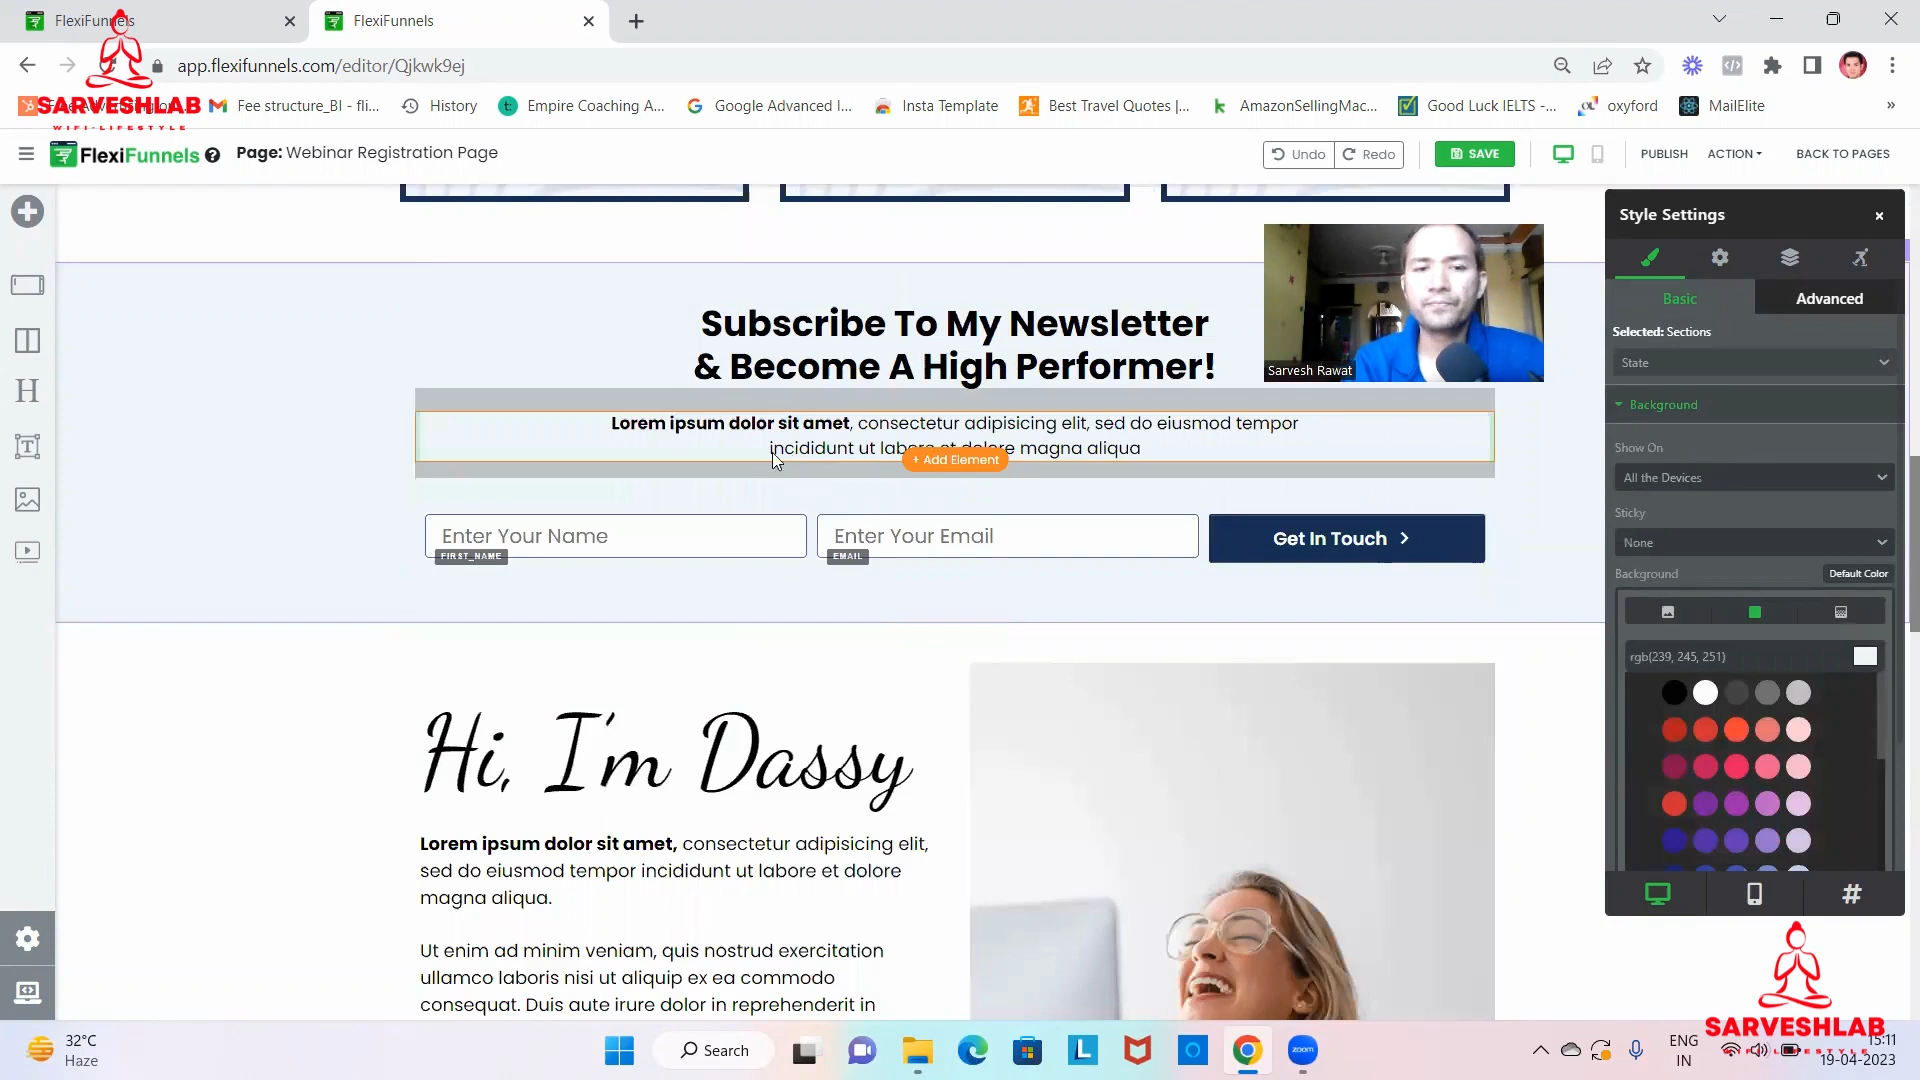 FlexiFunnels
FlexiFunnels
app.flexifunnels.com/editor/Qjkwk9ej
SARVESHLAB
WIFI-LIFESTYLE
Fee structure_BI - fli...
History
Empire Coaching A...
Google Advanced I...
Insta Template
Best Travel Quotes |...
AmazonSellingMac...
Good Luck IELTS -...
oxyford
MailElite
FlexiFunnels
Page: Webinar Registration Page
Undo
Redo
SAVE
PUBLISH
ACTION
BACK TO PAGES
Subscribe To My Newsletter
& Become A High Performer!
Lorem ipsum dolor sit amet, consectetur adipisicing elit, sed do eiusmod tempor
incididunt ut labore et dolore magna aliqua
+ Add Element
Enter Your Name
FIRST_NAME
Enter Your Email
EMAIL
Get In Touch
Sarvesh Rawat
Hi, I'm Dassy
Lorem ipsum dolor sit amet, consectetur adipisicing elit,
sed do eiusmod tempor incididunt ut labore et dolore
magna aliqua.
Ut enim ad minim veniam, quis nostrud exercitation
ullamco laboris nisi ut aliquip ex ea commodo
consequat. Duis aute irure dolor in reprehenderit in
Style Settings
Basic
Advanced
Selected: Sections
State
Background
Show On
All the Devices
Sticky
None
Background
Default Color
rgb(239, 245, 251)
SARVESHLAB
32°C
Haze
Search
zoom
ENG
IN
15:11
19-04-2023